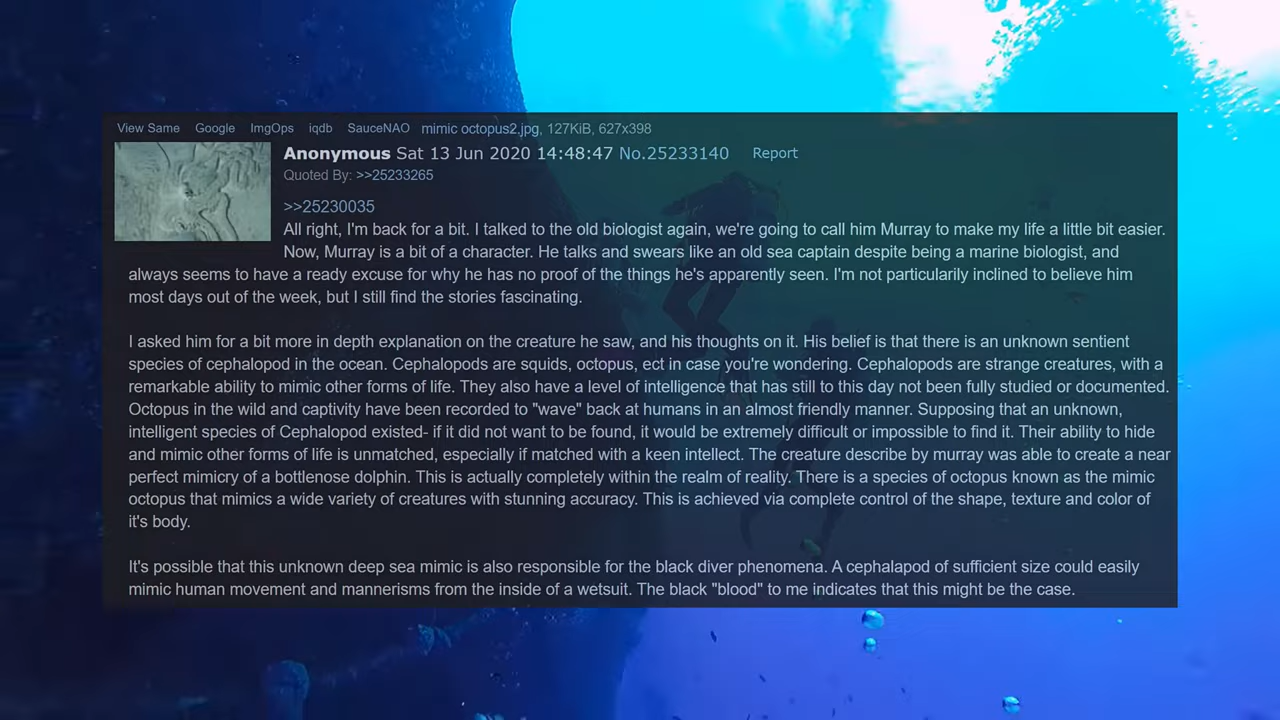 View Same Google ImgOps iqdb SauceNAO mimic octopus2.jpg, 127KiB, 627x398
Anonymous Sat 13 Jun 2020 14:48:47 No.25233140 Report
Quoted By: >>25233265
>>25230035
All right, I'm back for a bit. I talked to the old biologist again, we're going to call him Murray to make my life a little bit easier.
Now, Murray is a bit of a character. He talks and swears like an old sea captain despite being a marine biologist, and
always seems to have a ready excuse for why he has no proof of the things he's apparently seen. I'm not particularily inclined to believe him
most days out of the week, but I still find the stories fascinating.
I asked him for a bit more in depth explanation on the creature he saw, and his thoughts on it. His belief is that there is an unknown sentient
species of cephalopod in the ocean. Cephalopods are squids, octopus, ect in case you're wondering. Cephalopods are strange creatures, with a
remarkable ability to mimic other forms of life. They also have a level of intelligence that has still to this day not been fully studied or documented.
Octopus in the wild and captivity have been recorded to "wave" back at humans in an almost friendly manner. Supposing that an unknown,
intelligent species of Cephalopod existed- if it did not want to be found, it would be extremely difficult or impossible to find it. Their ability to hide
and mimic other forms of life is unmatched, especially if matched with a keen intellect. The creature describe by murray was able to create a near
perfect mimicry of a bottlenose dolphin. This is actually completely within the realm of reality. There is a species of octopus known as the mimic
octopus that mimics a wide variety of creatures with stunning accuracy. This is achieved via complete control of the shape, texture and color of
it's body.
It's possible that this unknown deep sea mimic is also responsible for the black diver phenomena. A cephalapod of sufficient size could easily
mimic human movement and mannerisms from the inside of a wetsuit. The black "blood" to me indicates that this might be the case.